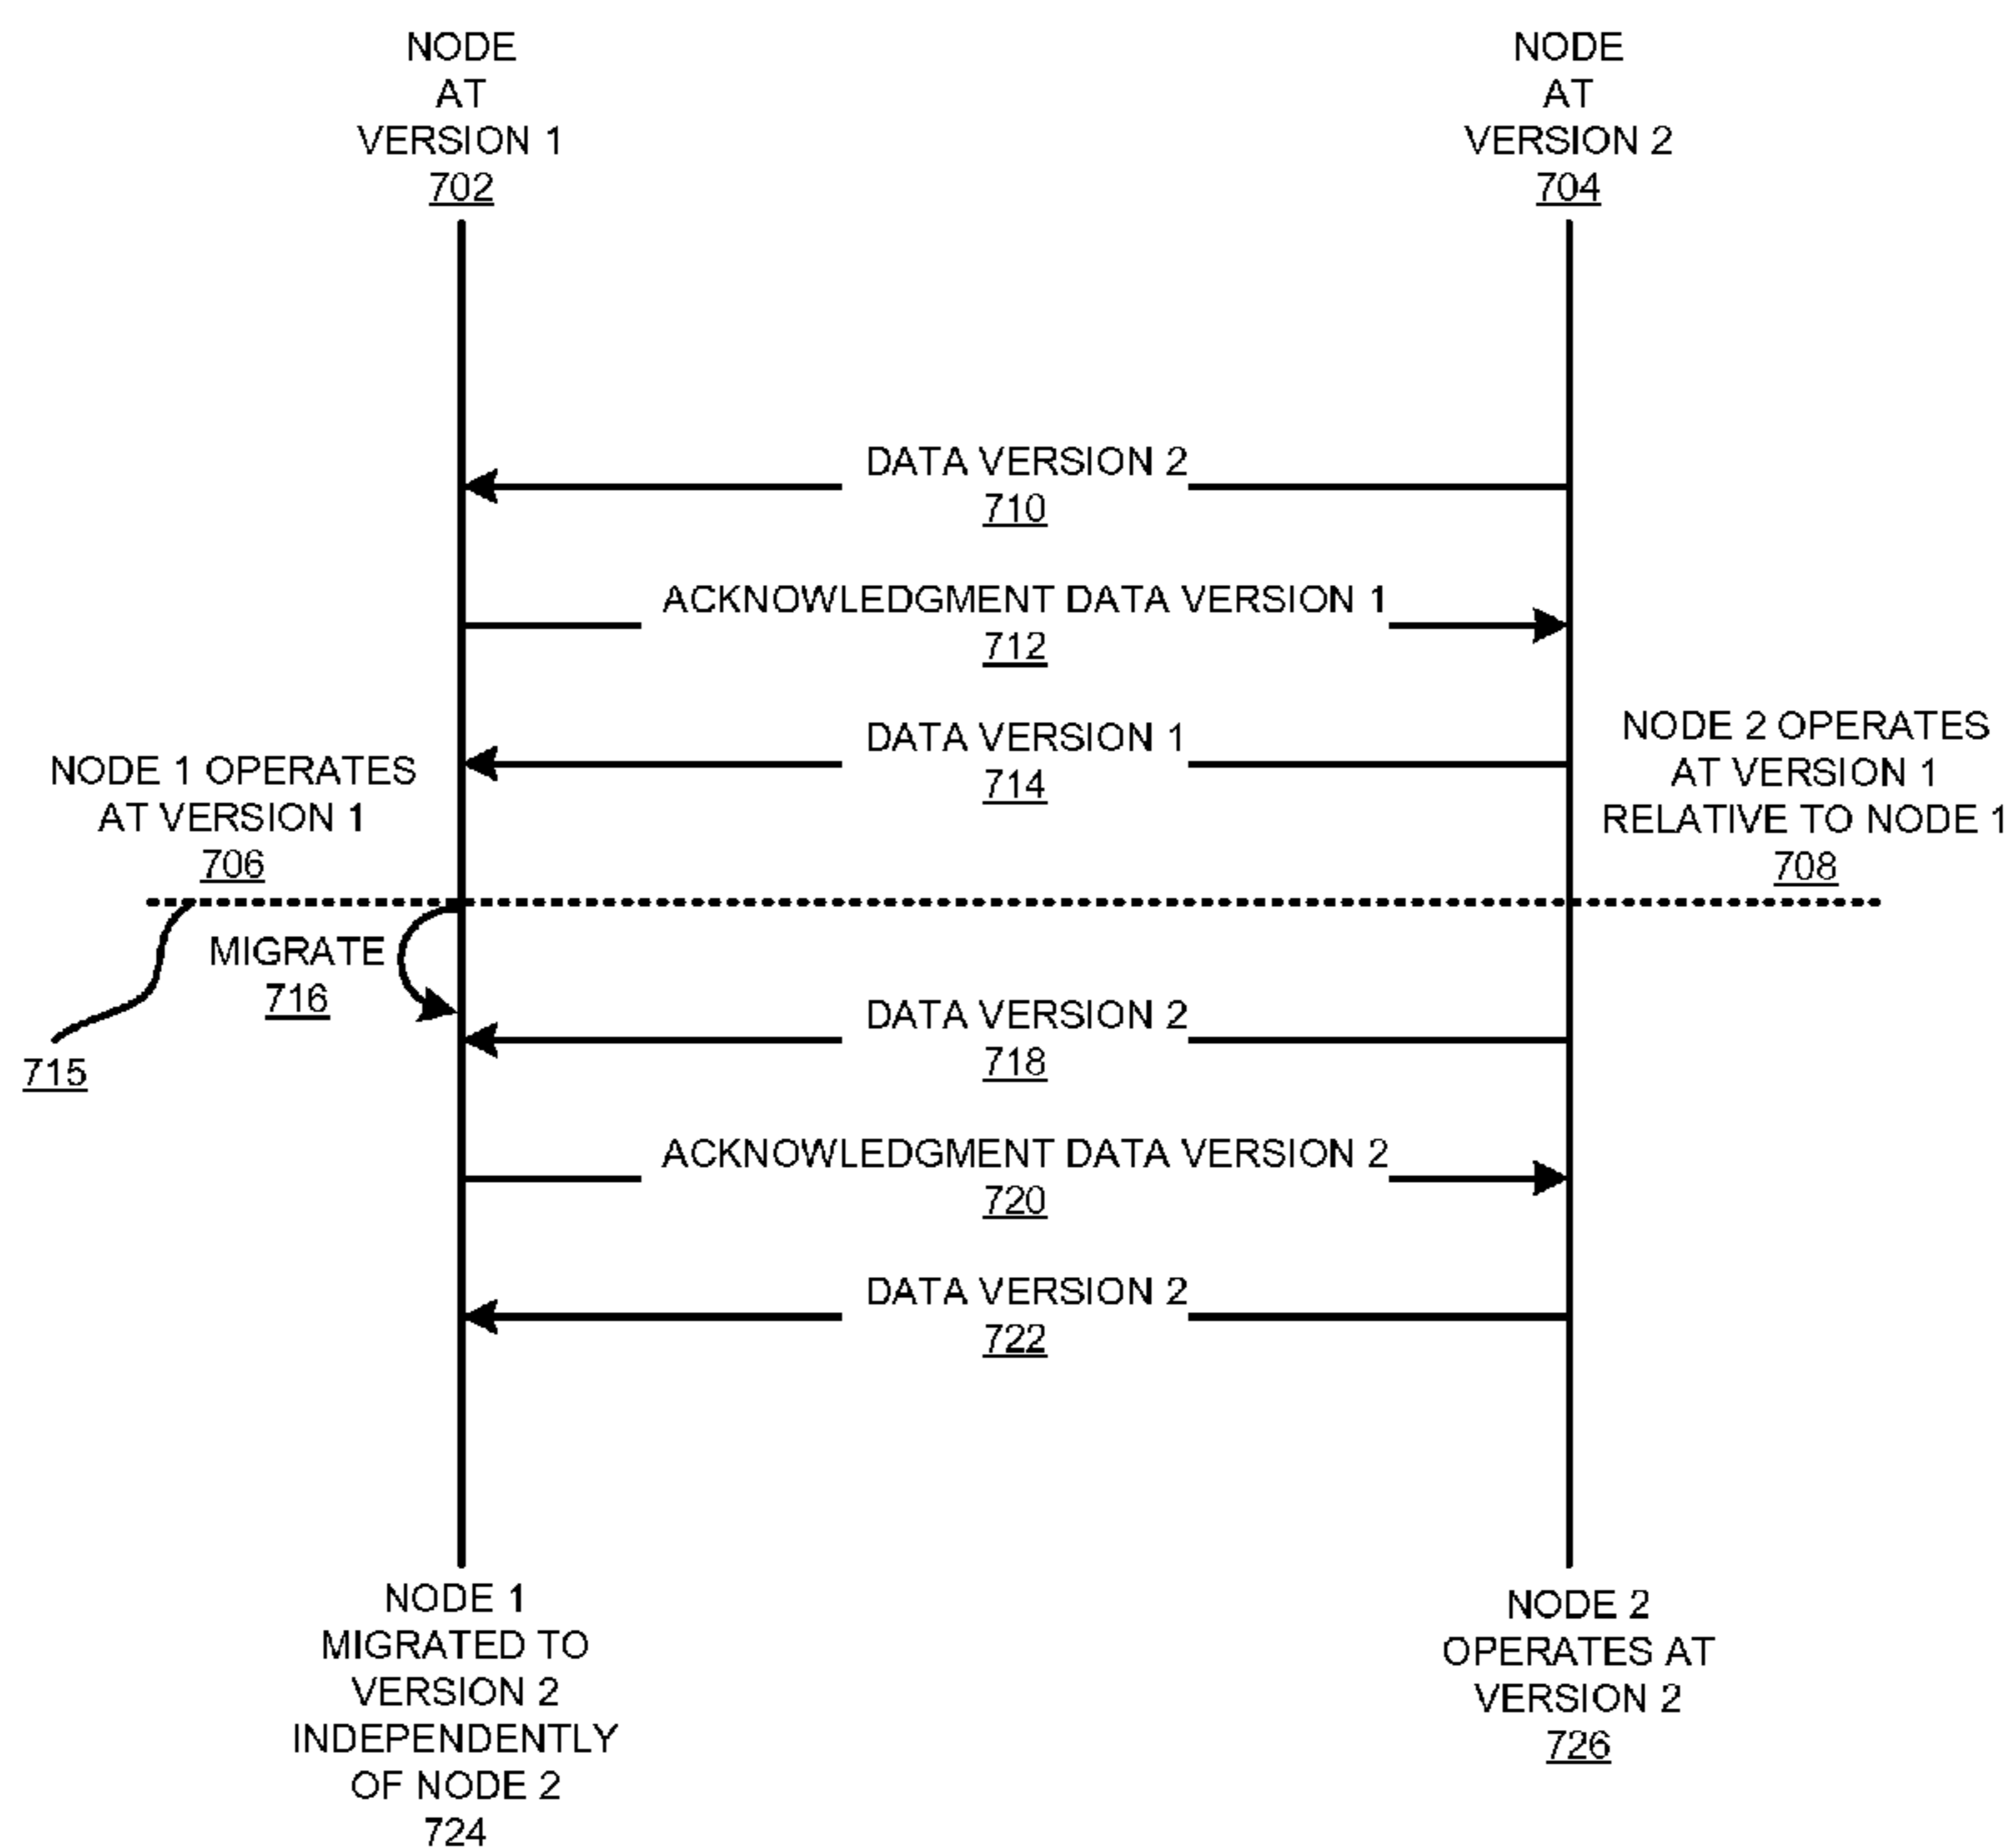 NODE
AT
VERSION 1
702
NODE
AT
VERSION 2
704
DATA VERSION 2
710
ACKNOWLEDGMENT DATA VERSION 1
712
DATA VERSION 1
714
NODE 1 OPERATES
AT VERSION 1
706
NODE 2 OPERATES
AT VERSION 1
RELATIVE TO NODE 1
708
MIGRATE
716
715
DATA VERSION 2
718
ACKNOWLEDGMENT DATA VERSION 2
720
DATA VERSION 2
722
NODE 1
MIGRATED TO
VERSION 2
INDEPENDENTLY
OF NODE 2
724
NODE 2
OPERATES AT
VERSION 2
726